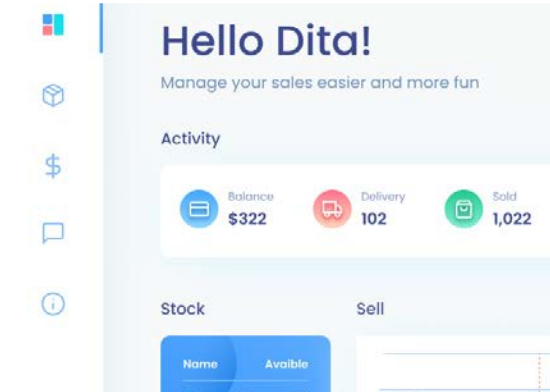 Hello Dita!
Manage your sales easier and more fun
Activity
Balance
$322
Delivery
102
Sold
1,022
Stock
Sell
Name Avaible